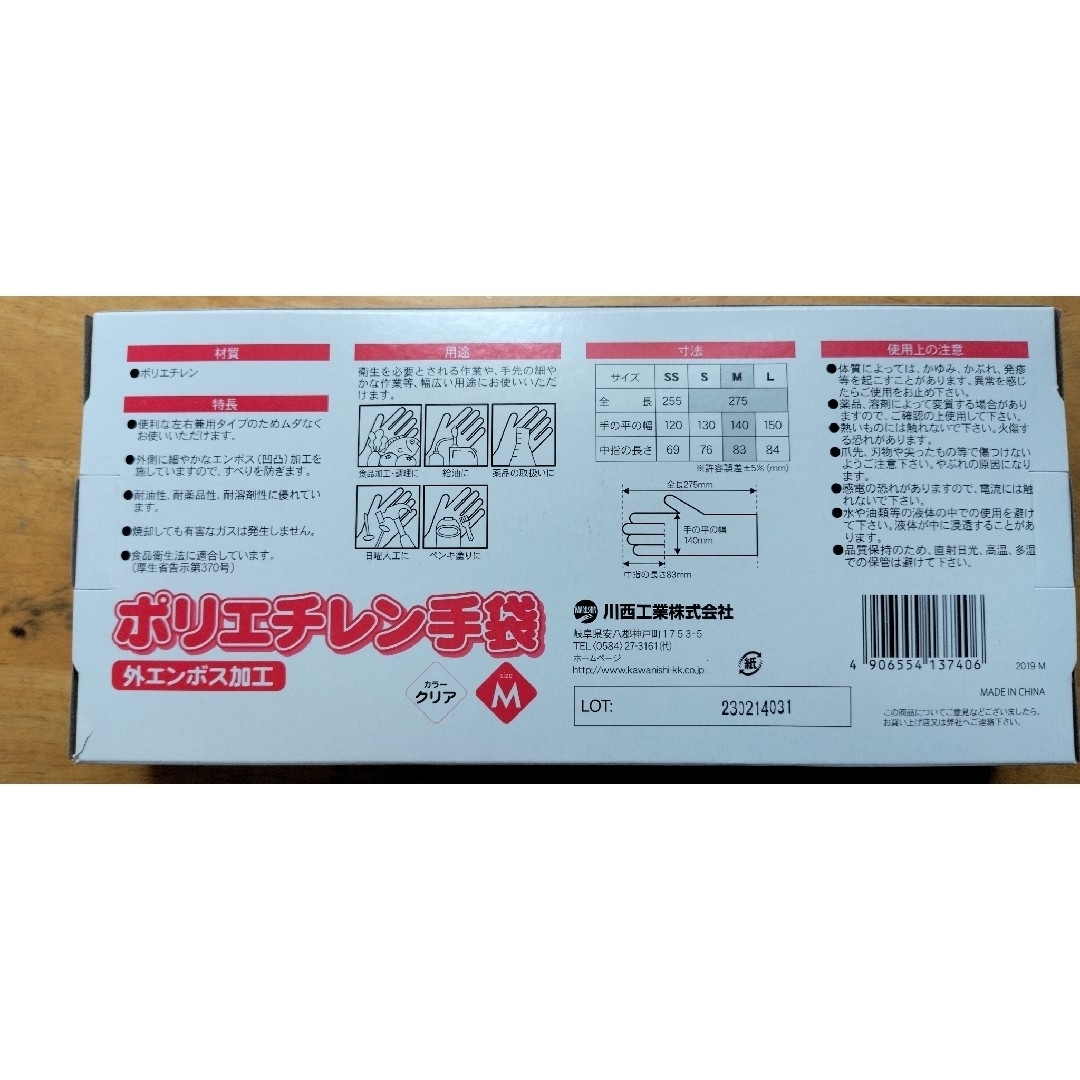 材質
●ポリエチレン
特長
●便利な左右兼用タイプのためムダなく
お使いいただけます。
●外側に細やかなエンボス(凹凸)加工を
施していますので、すべりを防ぎます。
●耐油性、耐薬品性、耐溶剤性に優れてい
ます。
●焼却しても有害なガスは発生しません。
●食品衛生法に適合しています。
(厚生省告示第370号)
用途
衛生を必要とされる作業や、手先の細や
かな作業等、幅広い用途にお使いいただ
けます。
食品加工・調理に 給油に 薬品の取扱いに
日曜大工に ペンキ塗りに
寸法
サイズ SS S M L
全長 255 275
手の平の幅 120 130 140 150
中指の長さ 69 76 83 84
※許容誤差±5%(mm)
全長275mm
手の平の幅
140mm
中指の長さ83mm
使用上の注意
●体質によっては、かゆみ、かぶれ、発疹
等を起こすことがあります。異常を感じ
たらご使用をお止め下さい。
●薬品、溶剤によって変質する場合があり
ますので、ご確認の上使用して下さい。
●熱いものには触れないで下さい。火傷す
る恐れがあります。
●爪先、刃物や尖ったもの等で傷つけない
ようご注意下さい。やぶれの原因になり
ます。
●感電の恐れがありますので、電流には触
れないで下さい。
●水や油類等の液体の中での使用を避け
て下さい。液体が中に浸透することがあ
ります。
●品質保持のため、直射日光、高温、多湿
での保管は避けて下さい。
ポリエチレン手袋
外エンボス加工
カラー
クリア
SIZE
M
KAWANISHI
川西工業株式会社
岐阜県安八郡神戸町1753-5
TEL(0584)27-3161(代)
ホームページ
http://www.kawanishi-kk.co.jp
紙
LOT: 230214031
4 906554 137406
2019 M
MADE IN CHINA
この商品についてご意見などございましたら、
お買い上げ店又は弊社へご連絡下さい。